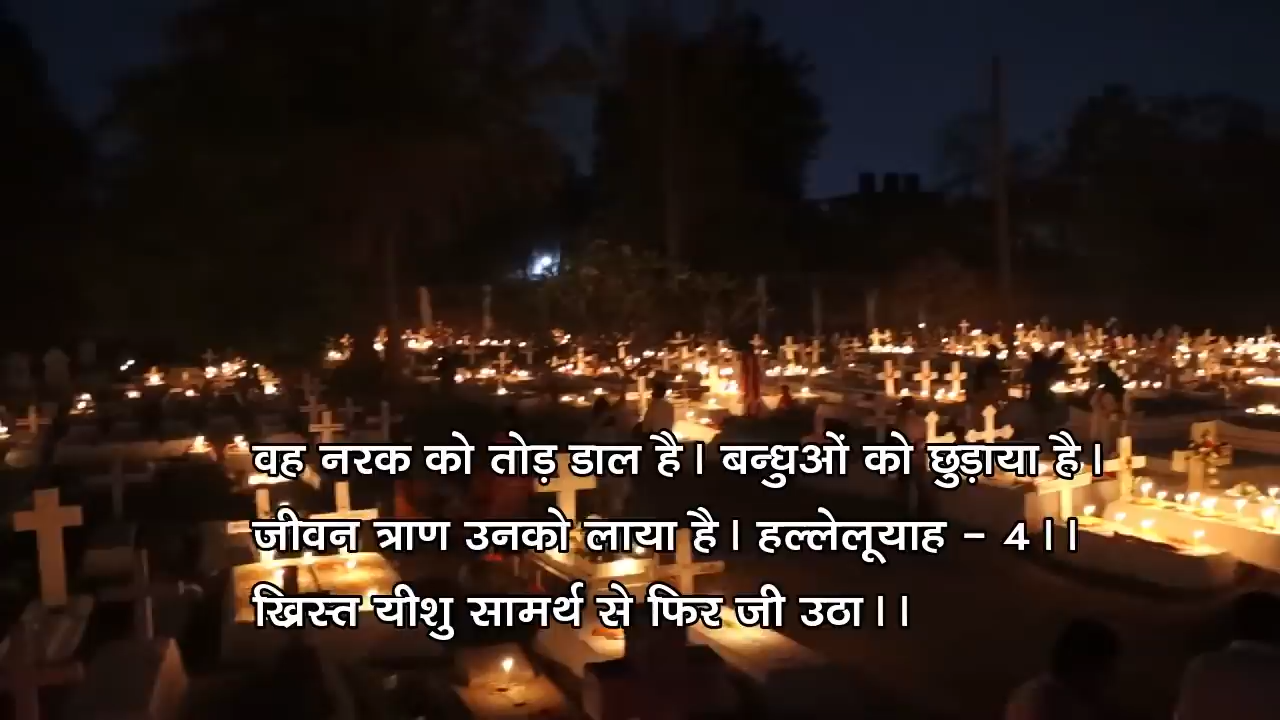 वह नरक को तोड़ डाल है। बन्धुओं को छुड़ाया है।
जीवन त्राण उनको लाया है। हल्लेलूयाह – 4।।
ख्रिस्त यीशु सामर्थ से फिर जी उठा।।